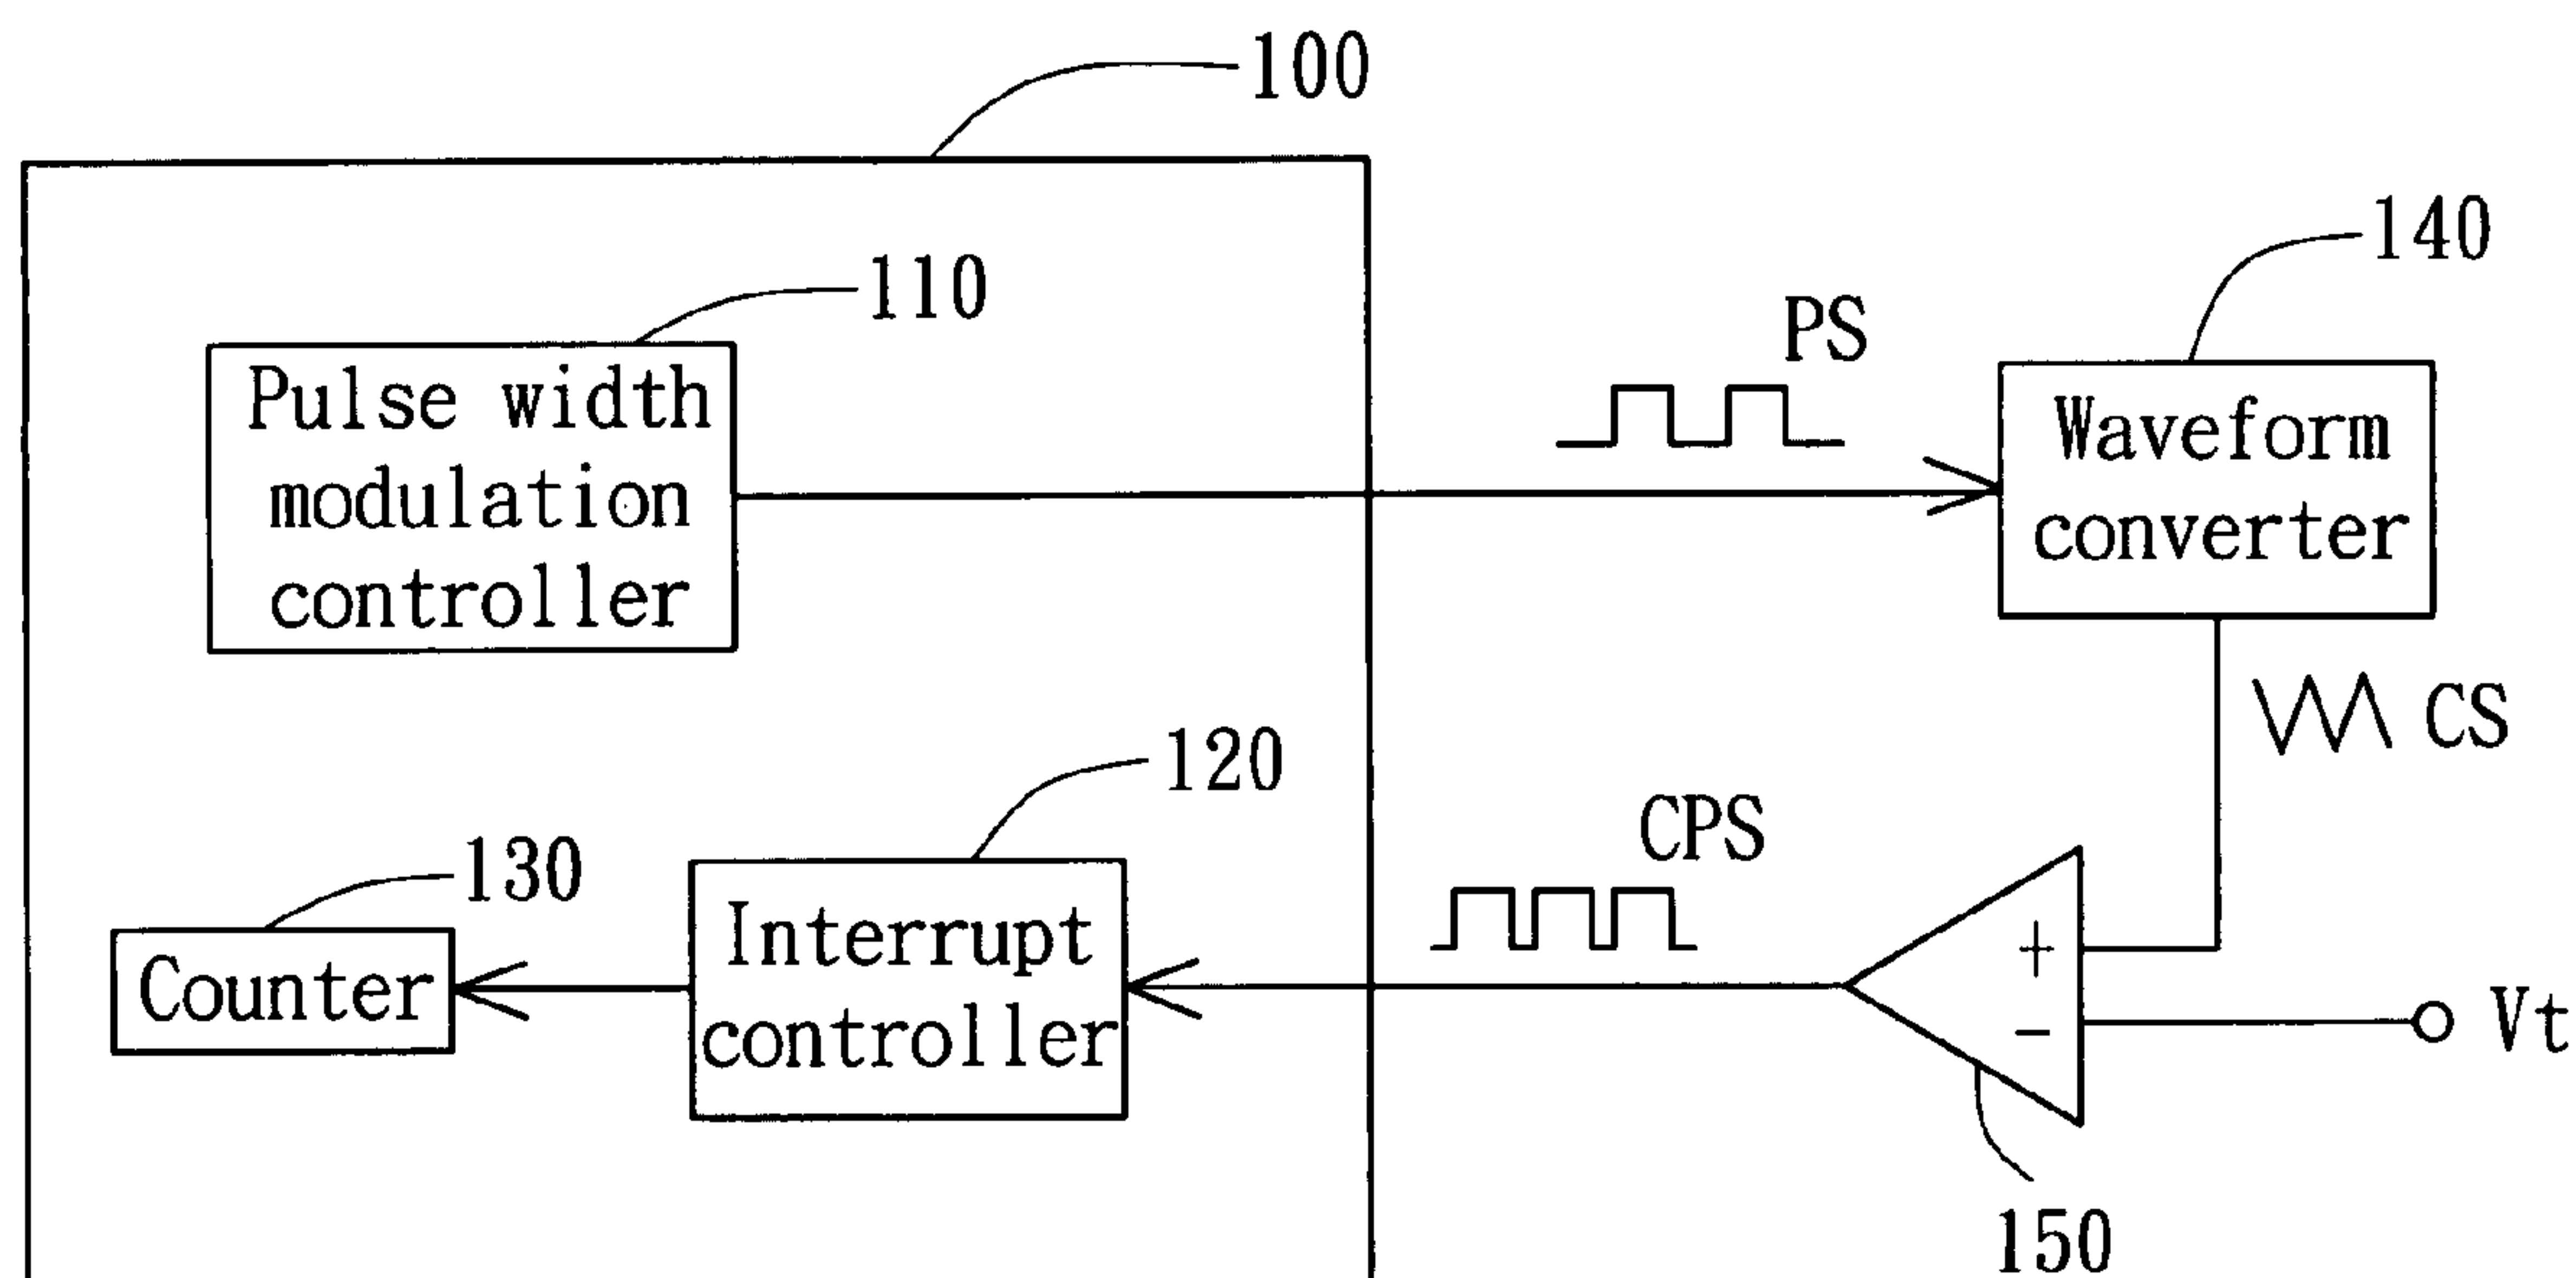 100
110
Pulse width
modulation
controller
PS
140
Waveform
converter
CS
120
CPS
130
Counter
Interrupt
controller
+
−
Vt
150